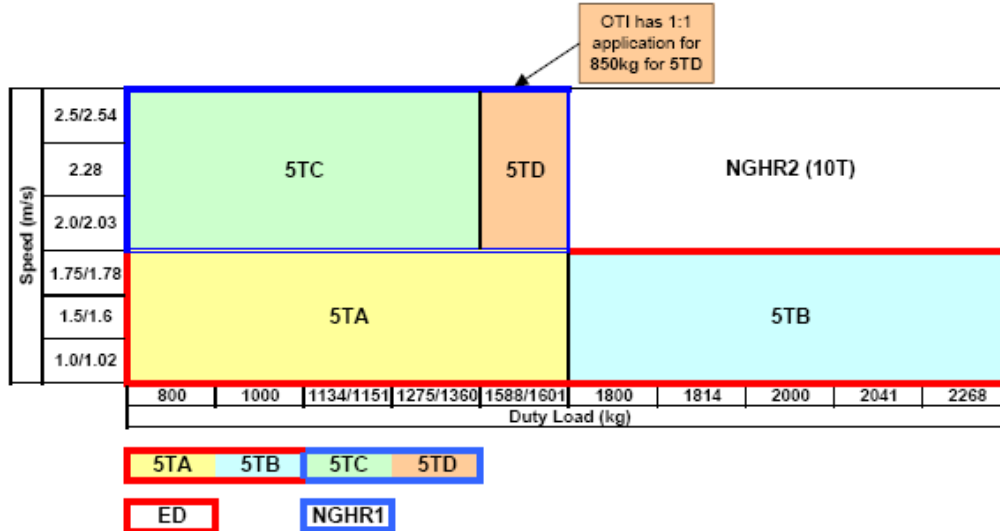 OTI has 1:1
application for
850kg for 5TD
Speed (m/s)
2.5/2.54
2.28
2.0/2.03
1.75/1.78
1.5/1.6
1.0/1.02
5TC
5TD
NGHR2 (10T)
5TA
5TB
800 1000 1134/1151 1275/1360 1588/1601 1800 1814 2000 2041 2268
Duty Load (kg)
5TA 5TB 5TC 5TD
ED NGHR1